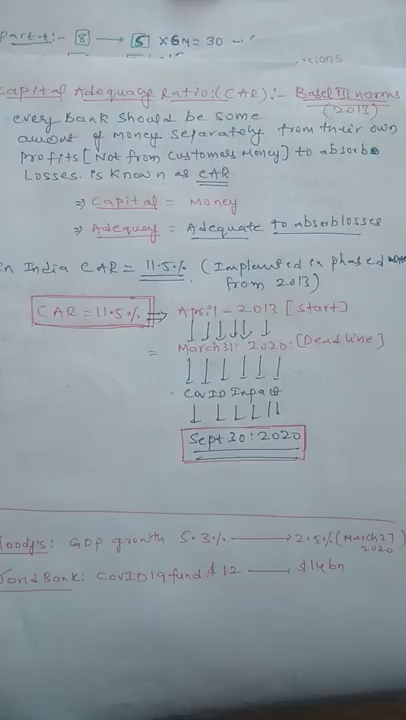 Part 4:- 8 → 5 x 6M = 30 -
Capital Adequacy Ratio:(CAR):- Basel III norms
(2013)
every Bank should be some
amount of money separately from their own
profits [Not from customers Money] to absorb
Losses. is known as CAR
⇒ Capital = Money
⇒ Adequacy = Adequate to absorb losses
In India CAR = 11.5% (Implemented in phased
from 2013)
CAR = 11.5% ⇒ April - 2013 [Start]
↓ ↓ ↓ ↓ ↓ ↓
= March 31: 2020. [Dead line]
↓ ↓ ↓ ↓ ↓ ↓
COVID Impact
↓ ↓ ↓ ↓ ↓ ↓
Sept 30: 2020
Moody's: GDP growth 5.3% → 2.5% (March 27
2020
World Bank: COVID19 fund: $12 — $14 bn